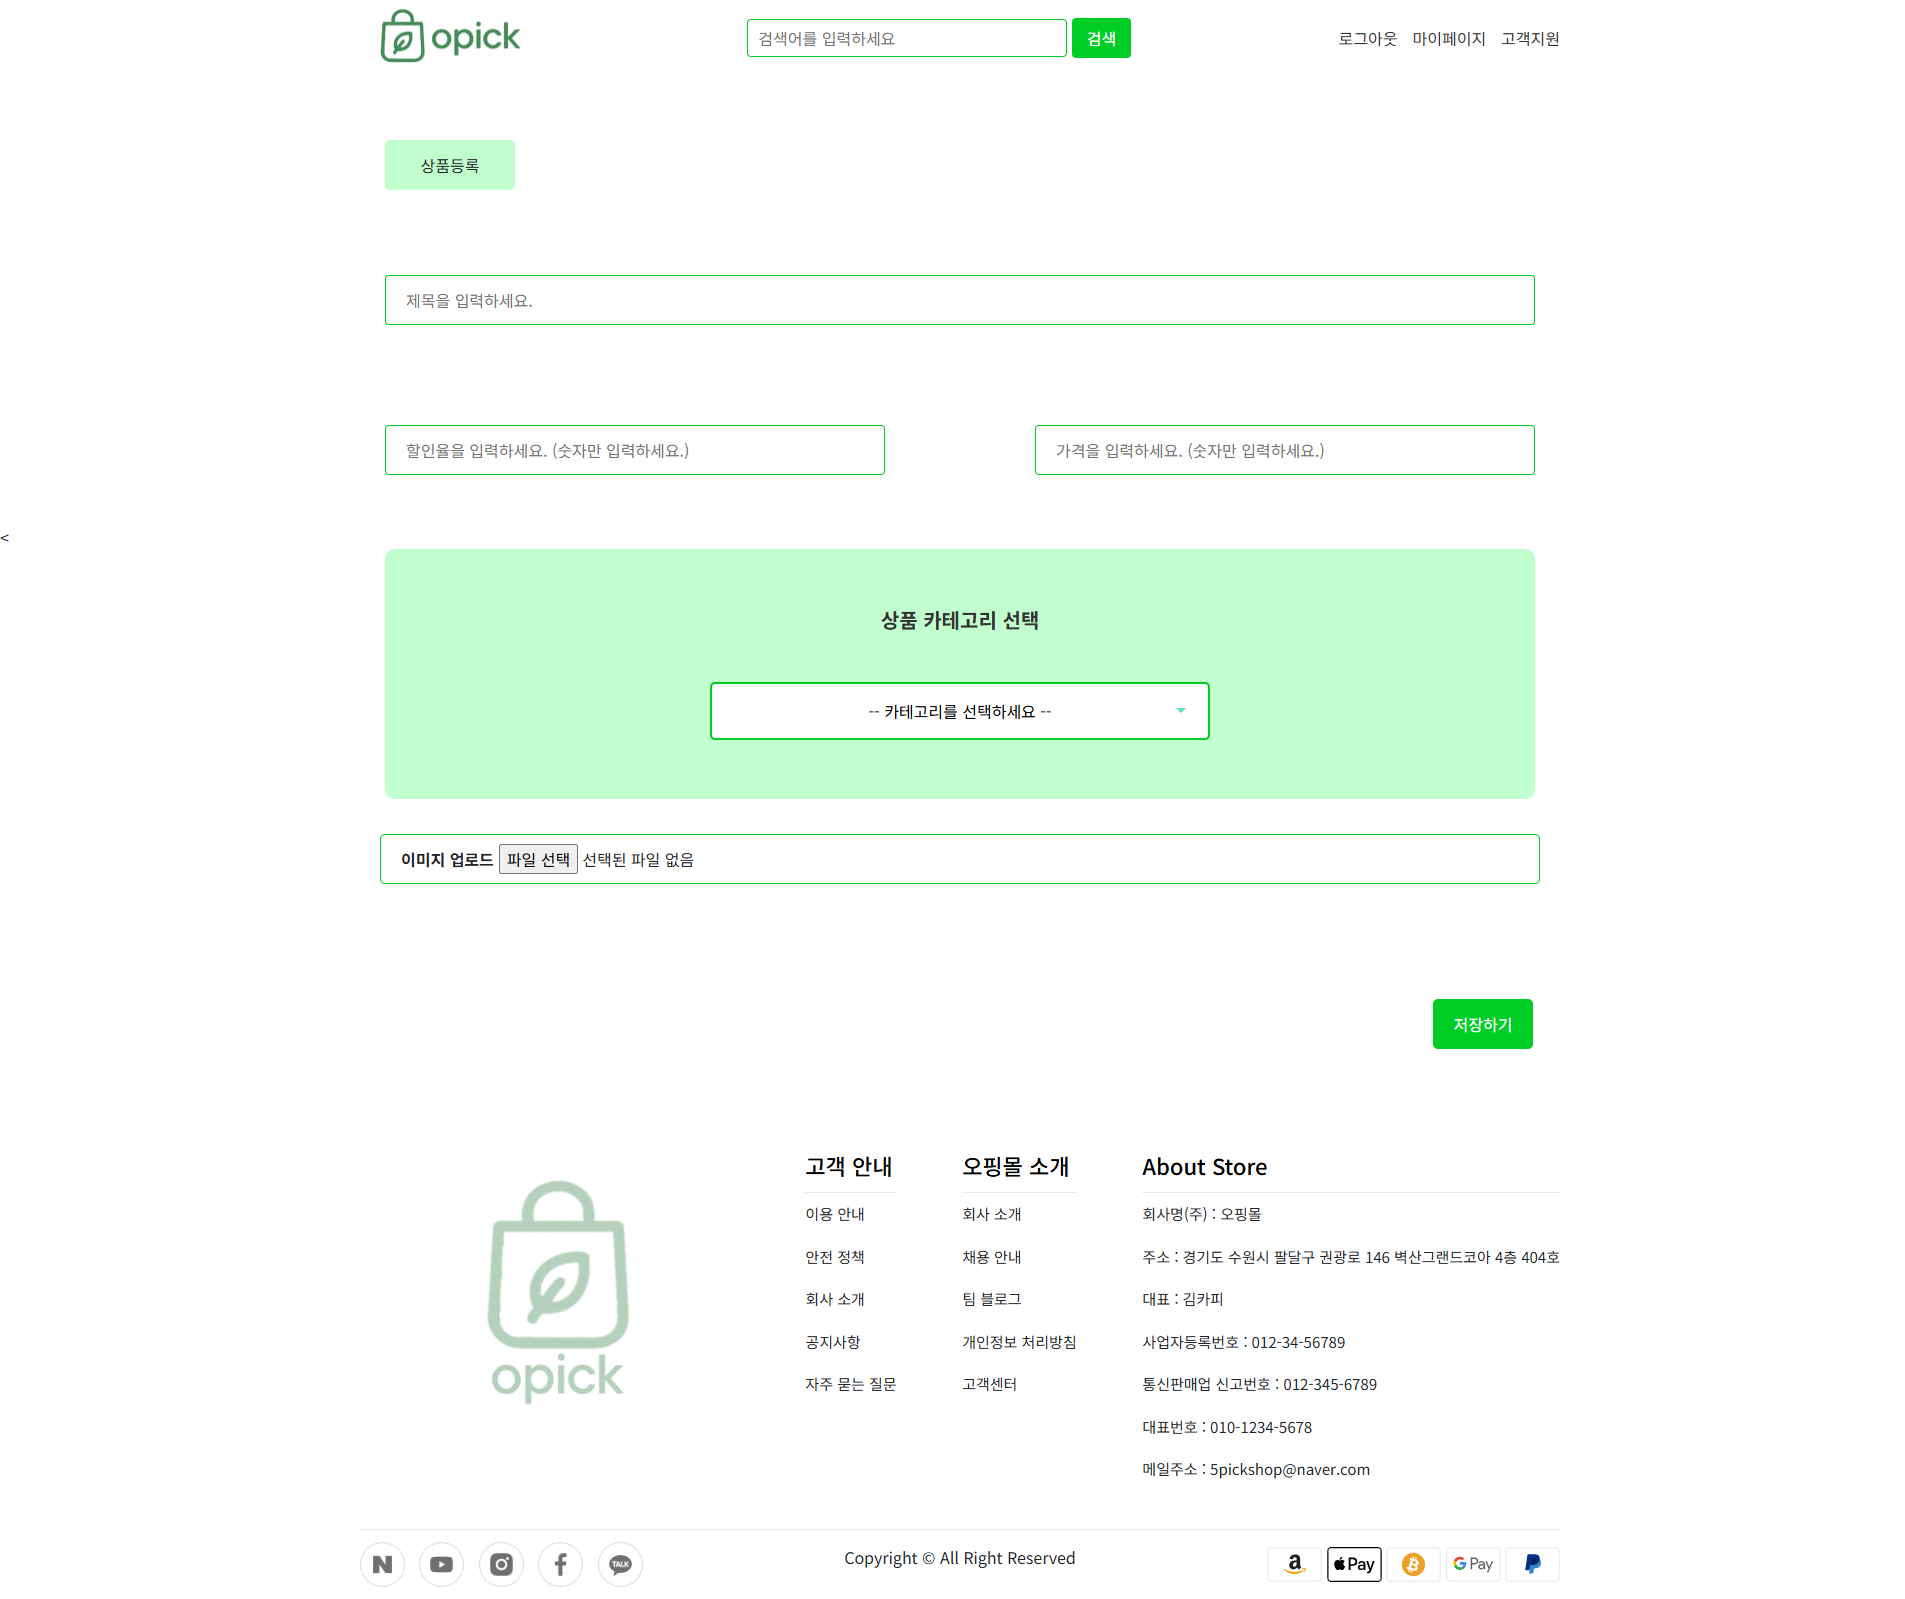 opick
검색어를 입력하세요 검색
로그아웃 마이페이지 고객지원
상품등록
제목을 입력하세요.
할인율을 입력하세요. (숫자만 입력하세요.) 가격을 입력하세요. (숫자만 입력하세요.)
<
상품 카테고리 선택
-- 카테고리를 선택하세요 --
이미지 업로드 파일 선택 선택된 파일 없음
저장하기
opick
고객 안내
이용 안내
안전 정책
회사 소개
공지사항
자주 묻는 질문
오핑몰 소개
회사 소개
채용 안내
팀 블로그
개인정보 처리방침
고객센터
About Store
회사명(주) : 오핑몰
주소 : 경기도 수원시 팔달구 권광로 146 벽산그랜드코아 4층 404호
대표 : 김카피
사업자등록번호 : 012-34-56789
통신판매업 신고번호 : 012-345-6789
대표번호 : 010-1234-5678
메일주소 : 5pickshop@naver.com
N
TALK
Copyright © All Right Reserved
a
Pay
G Pay